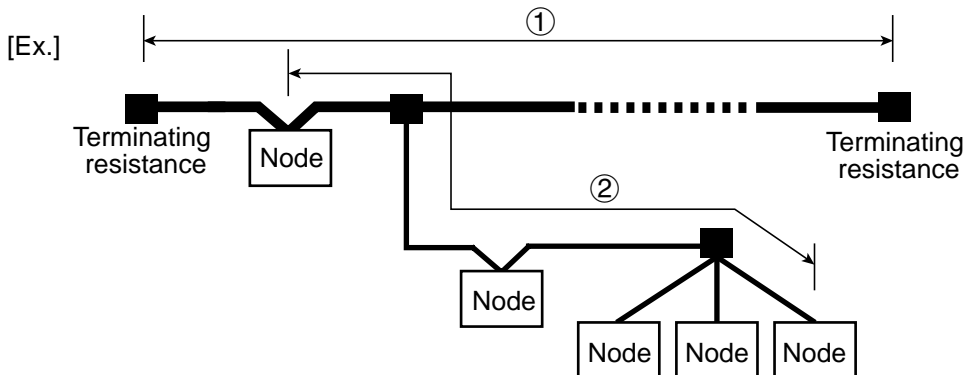 ①
[Ex.]
Terminating
resistance
Node
Terminating
resistance
②
Node
Node
Node
Node